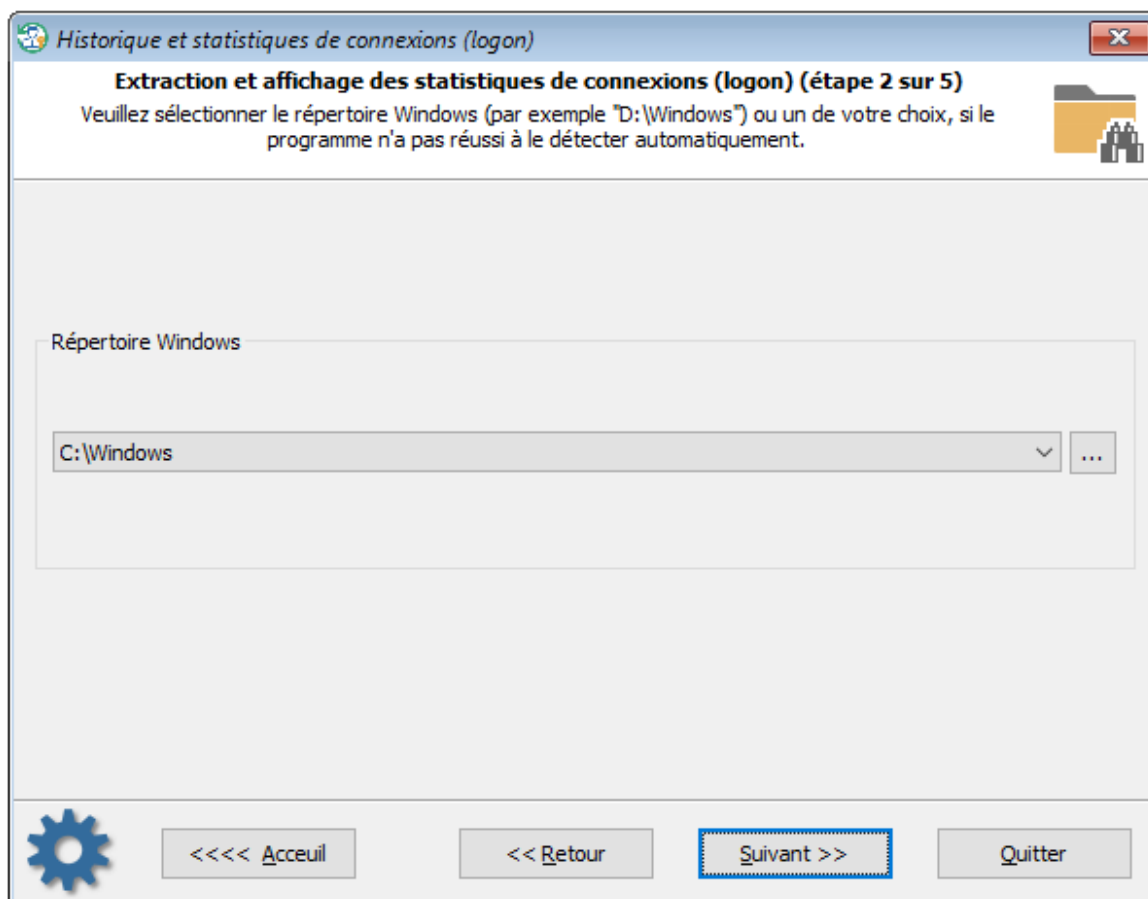 Historique et statistiques de connexions (logon)
Extraction et affichage des statistiques de connexions (logon) (étape 2 sur 5)
Veuillez sélectionner le répertoire Windows (par exemple "D:\Windows") ou un de votre choix, si le
programme n'a pas réussi à le détecter automatiquement.
Répertoire Windows
C:\Windows
...
<<<< Acceuil
<< Retour
Suivant >>
Quitter